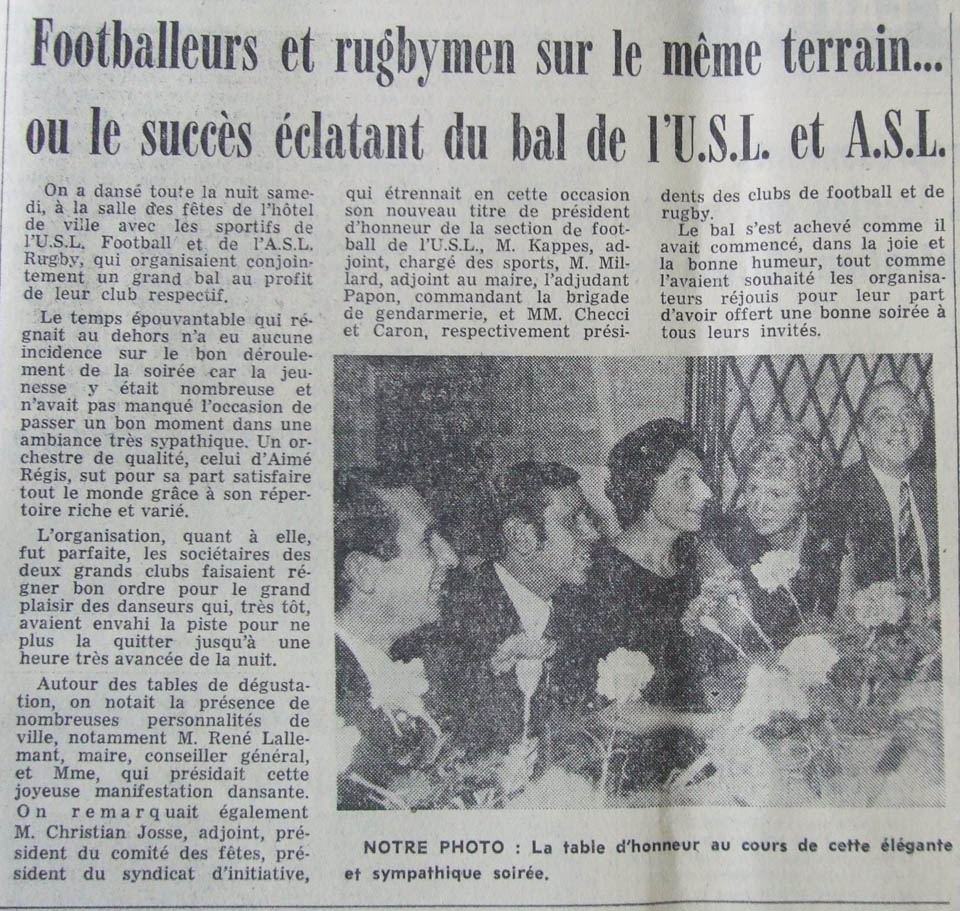 Footballeurs et rugbymen sur le même terrain...
ou le succès éclatant du bal de l'U.S.L. et A.S.L.
On a dansé toute la nuit same-
di, à la salle des fêtes de l'hôtel
de ville avec les sportifs de
l'U.S.L. Football et de l'A.S.L.
Rugby, qui organisaient conjoin-
tement un grand bal au profit
de leur club respectif.
Le temps épouvantable qui ré-
gnait au dehors n'a eu aucune
incidence sur le bon déroule-
ment de la soirée car la jeu-
nesse y était nombreuse et
n'avait pas manqué l'occasion de
passer un bon moment dans une
ambiance très sypathique. Un or-
chestre de qualité, celui d'Aimé
Régis, sut pour sa part satisfaire
tout le monde grâce à son réper-
toire riche et varié.
L'organisation, quant à elle,
fut parfaite, les sociétaires des
deux grands clubs faisaient ré-
gner bon ordre pour le grand
plaisir des danseurs qui, très tôt,
avaient envahi la piste pour ne
plus la quitter jusqu'à une
heure très avancée de la nuit.
Autour des tables de dégusta-
tion, on notait la présence de
nombreuses personnalités de
ville, notamment M. René Lalle-
mant, maire, conseiller général,
et Mme, qui présidait cette
joyeuse manifestation dansante.
On remarquait également
M. Christian Josse, adjoint, pré-
sident du comité des fêtes, pré-
sident du syndicat d'initiative,
qui étrennait en cette occasion
son nouveau titre de président
d'honneur de la section de foot-
ball de l'U.S.L., M. Kappes, ad-
joint, chargé des sports, M. Mil-
lard, adjoint au maire, l'adjudant
Papon, commandant la brigade
de gendarmerie, et MM. Checci
et Caron, respectivement prési-
dents des clubs de football et de
rugby.
Le bal s'est achevé comme il
avait commencé, dans la joie et
la bonne humeur, tout comme
l'avaient souhaité les organisa-
teurs réjouis pour leur part
d'avoir offert une bonne soirée à
tous leurs invités.
NOTRE PHOTO : La table d'honneur au cours de cette élégante
et sympathique soirée.